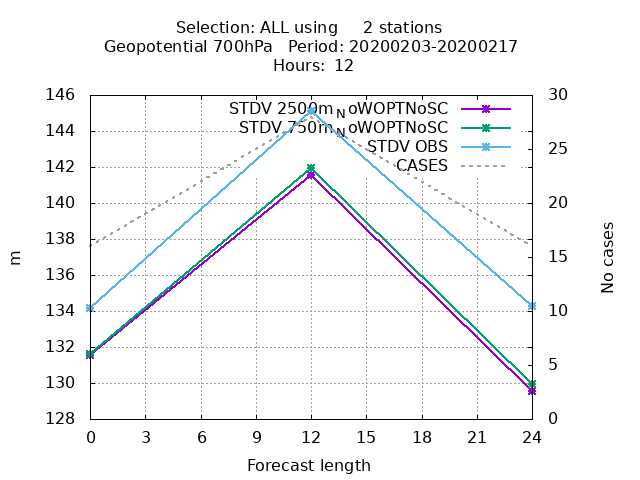 Selection: ALL using 2 stations
Geopotential 700hPa Period: 20200203-20200217
Hours: 12
STDV 2500m_NoWOPTNoSC
STDV 750m_NoWOPTNoSC
STDV OBS
CASES
146
144
142
140
138
136
134
132
130
128
m
30
25
20
15
10
5
0
No cases
0 3 6 9 12 15 18 21 24
Forecast length